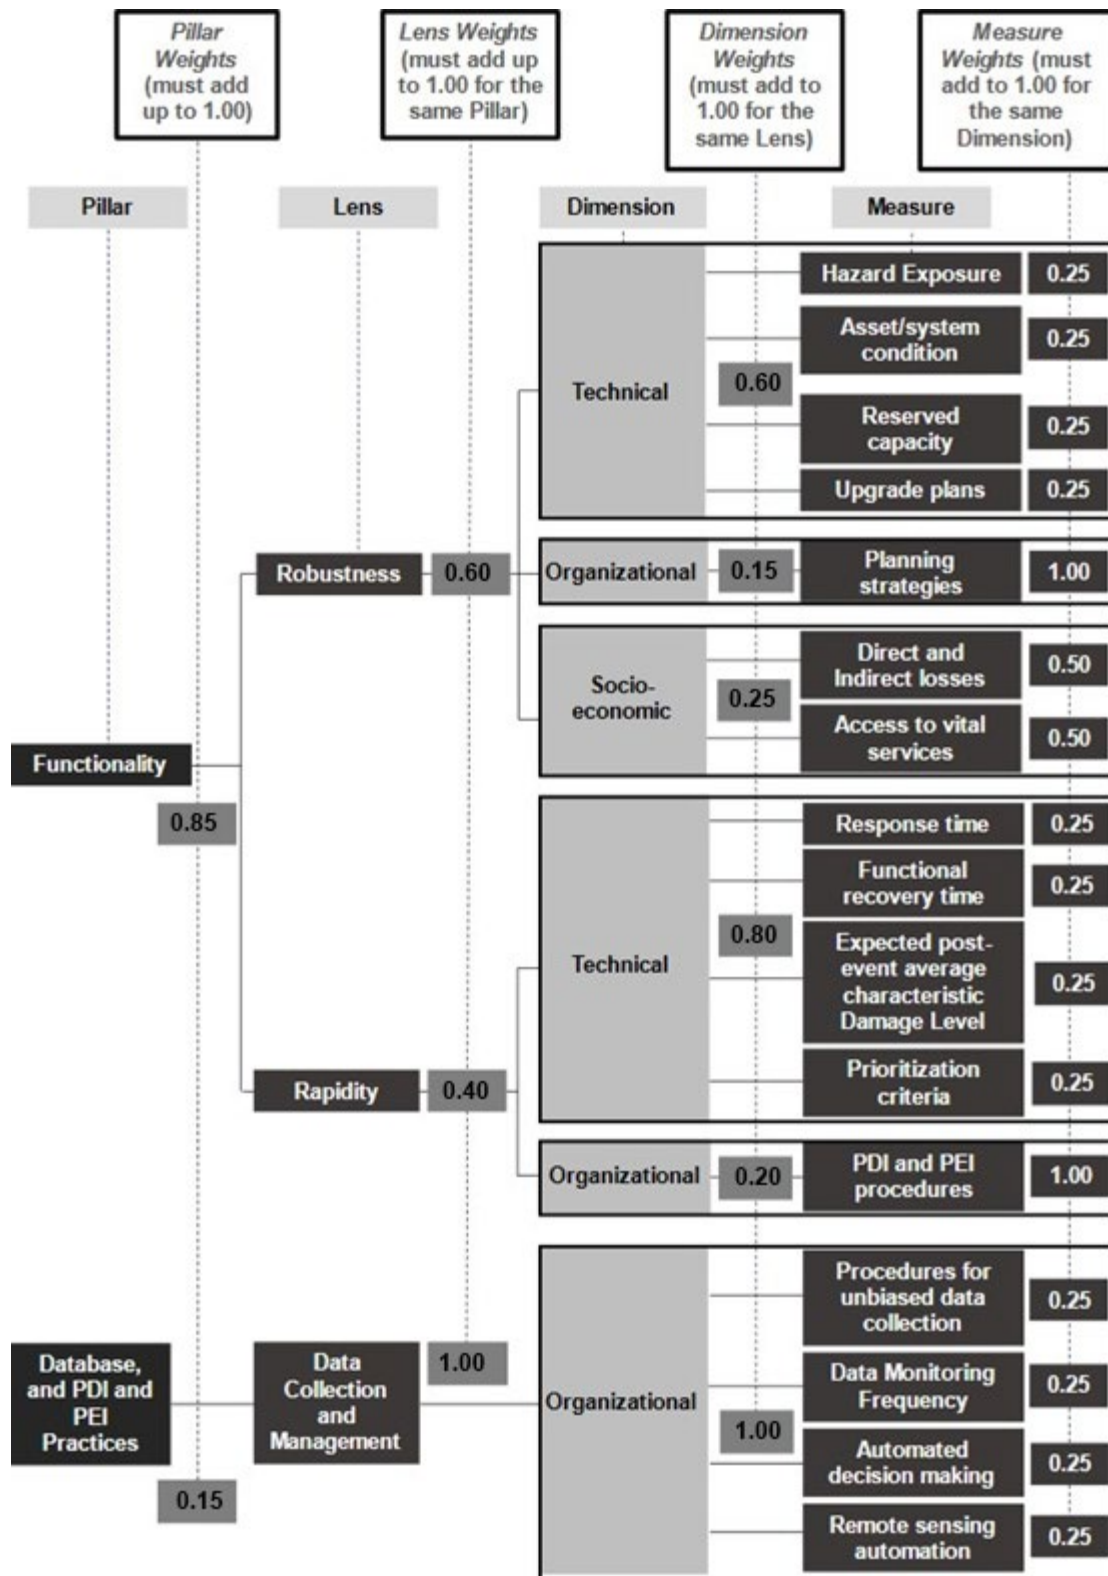 Pillar
Weights
(must add
up to 1.00)
Lens Weights
(must add up
to 1.00 for the
same Pillar)
Dimension
Weights
(must add to
1.00 for the
same Lens)
Measure
Weights (must
add to 1.00 for
the same
Dimension)
Pillar
Lens
Dimension
Measure
Functionality
0.85
Robustness
0.60
Technical
0.60
Hazard Exposure
0.25
Asset/system
condition
0.25
Reserved
capacity
0.25
Upgrade plans
0.25
Organizational
0.15
Planning
strategies
1.00
Socio-
economic
0.25
Direct and
Indirect losses
0.50
Access to vital
services
0.50
Rapidity
0.40
Technical
0.80
Response time
0.25
Functional
recovery time
0.25
Expected post-
event average
characteristic
Damage Level
0.25
Prioritization
criteria
0.25
Organizational
0.20
PDI and PEI
procedures
1.00
Database,
and PDI and
PEI
Practices
0.15
Data
Collection
and
Management
1.00
Organizational
1.00
Procedures for
unbiased data
collection
0.25
Data Monitoring
Frequency
0.25
Automated
decision making
0.25
Remote sensing
automation
0.25